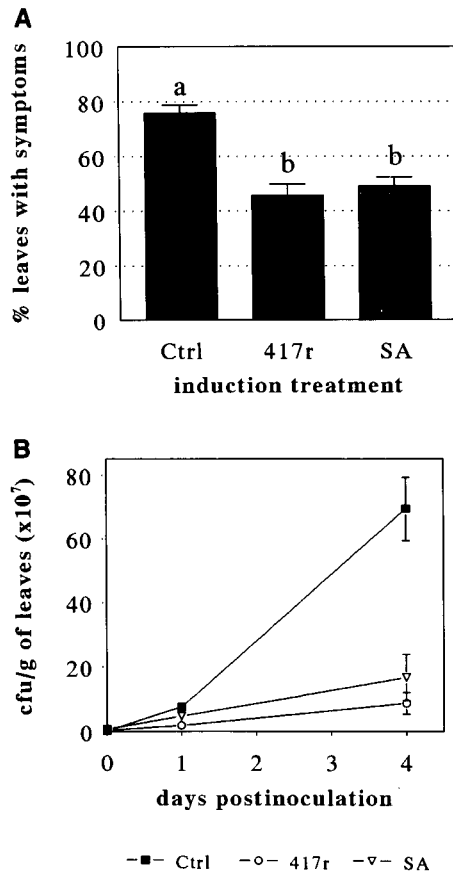 A
% leaves with symptoms
100
80
60
40
20
0
a
b
b
Ctrl 417r SA
induction treatment
B
cfu/g of leaves (x10⁷)
80
60
40
20
0
0 1 2 3 4
days postinoculation
Ctrl 417r SA